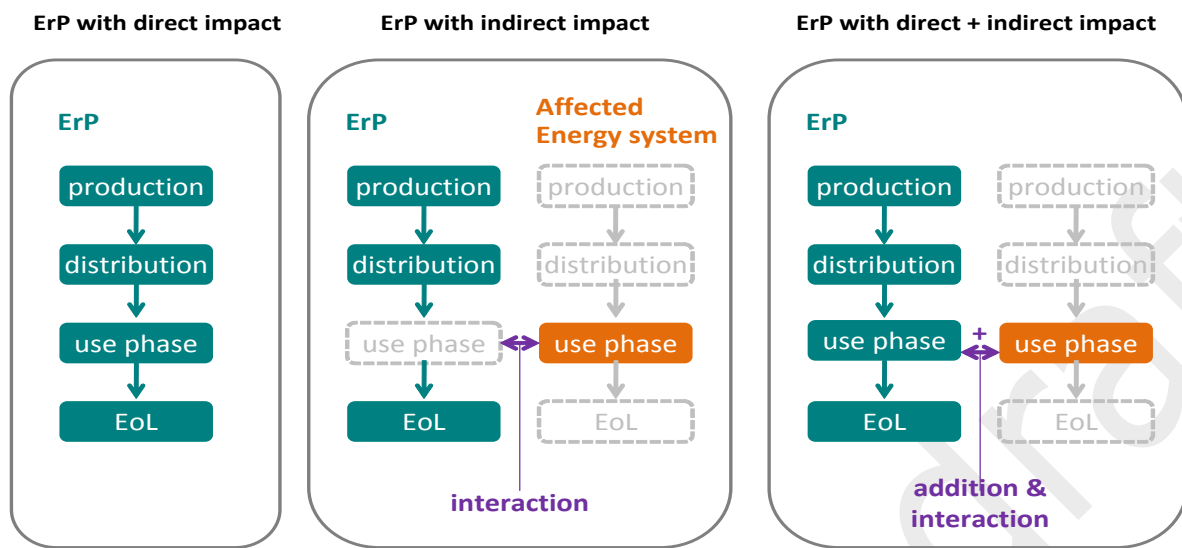 ErP with direct impact
ErP with indirect impact
ErP with direct + indirect impact
ErP
production
distribution
use phase
EoL
ErP
Affected
Energy system
production
production
distribution
distribution
use phase
use phase
EoL
EoL
interaction
ErP
production
production
distribution
distribution
use phase
+
use phase
EoL
EoL
addition &
interaction
draft